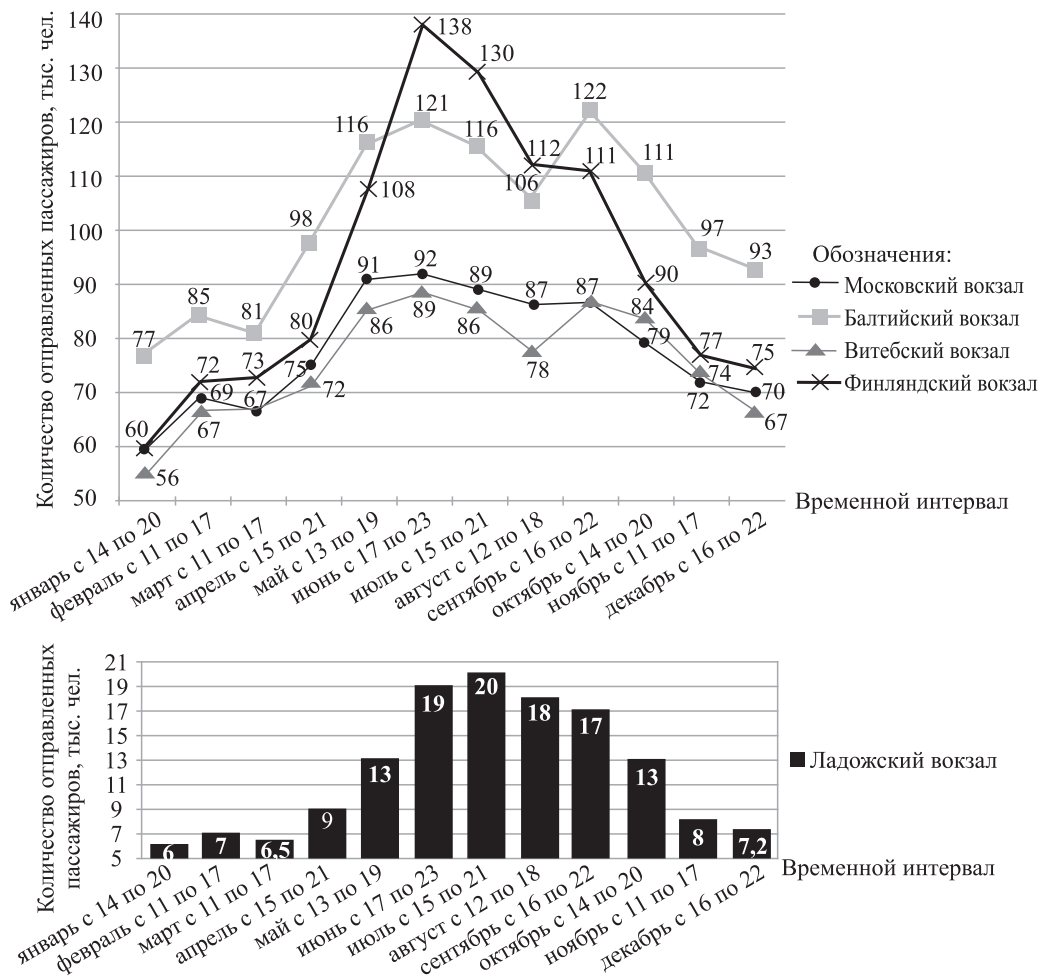 Количество отправленных пассажиров, тыс. чел.
140
130
120
110
100
90
80
70
60
50
60
72
73
80
108
138
130
112
111
90
77
75
77
85
81
98
116
121
116
106
122
111
97
93
69
67
75
91
92
89
87
87
79
72
70
56
67
72
86
89
86
78
84
74
67
Обозначения:
Московский вокзал
Балтийский вокзал
Витебский вокзал
Финляндский вокзал
Временной интервал
январь с 14 по 20
февраль с 11 по 17
март с 11 по 17
апрель с 15 по 21
май с 13 по 19
июнь с 17 по 23
июль с 15 по 21
август с 12 по 18
сентябрь с 16 по 22
октябрь с 14 по 20
ноябрь с 11 по 17
декабрь с 16 по 22
Количество отправленных
пассажиров, тыс. чел.
21
19
17
15
13
11
9
7
5
6
7
6,5
9
13
19
20
18
17
13
8
7,2
Ладожский вокзал
Временной интервал
январь с 14 по 20
февраль с 11 по 17
март с 11 по 17
апрель с 15 по 21
май с 13 по 19
июнь с 17 по 23
июль с 15 по 21
август с 12 по 18
сентябрь с 16 по 22
октябрь с 14 по 20
ноябрь с 11 по 17
декабрь с 16 по 22